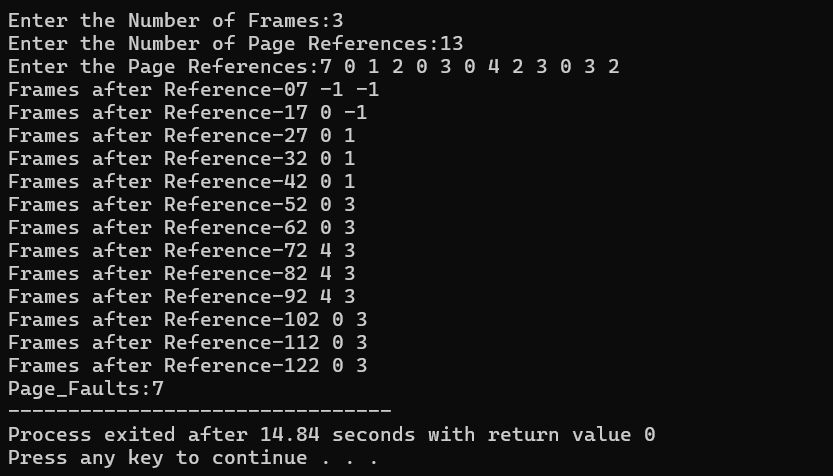 Enter the Number of Frames:3
Enter the Number of Page References:13
Enter the Page References:7 0 1 2 0 3 0 4 2 3 0 3 2
Frames after Reference-07 -1 -1
Frames after Reference-17 0 -1
Frames after Reference-27 0 1
Frames after Reference-32 0 1
Frames after Reference-42 0 1
Frames after Reference-52 0 3
Frames after Reference-62 0 3
Frames after Reference-72 4 3
Frames after Reference-82 4 3
Frames after Reference-92 4 3
Frames after Reference-102 0 3
Frames after Reference-112 0 3
Frames after Reference-122 0 3
Page_Faults:7
--------------------------------
Process exited after 14.84 seconds with return value 0
Press any key to continue . . .